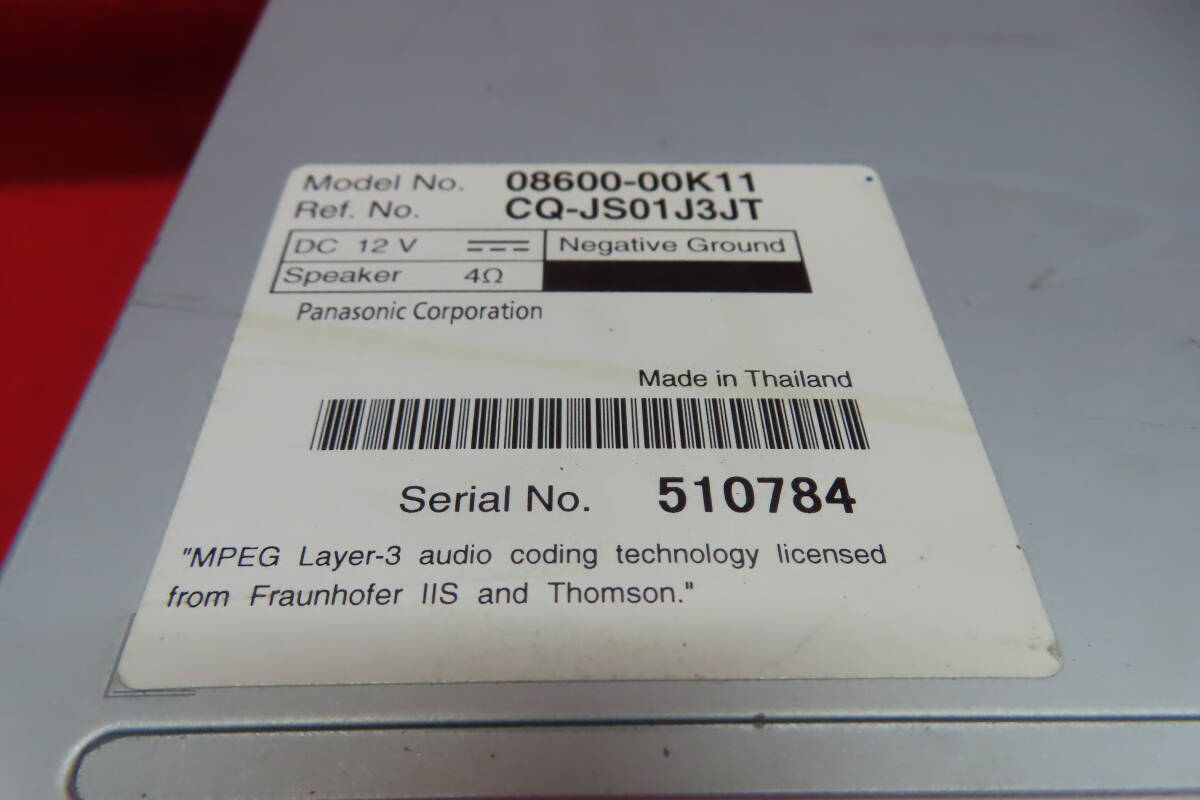 Model No. 08600-00K11
Ref. No. CQ-JS01J3JT
DC 12 V Negative Ground
Speaker 4Ω
Panasonic Corporation
Made in Thailand
Serial No. 510784
"MPEG Layer-3 audio coding technology licensed
from Fraunhofer IIS and Thomson."